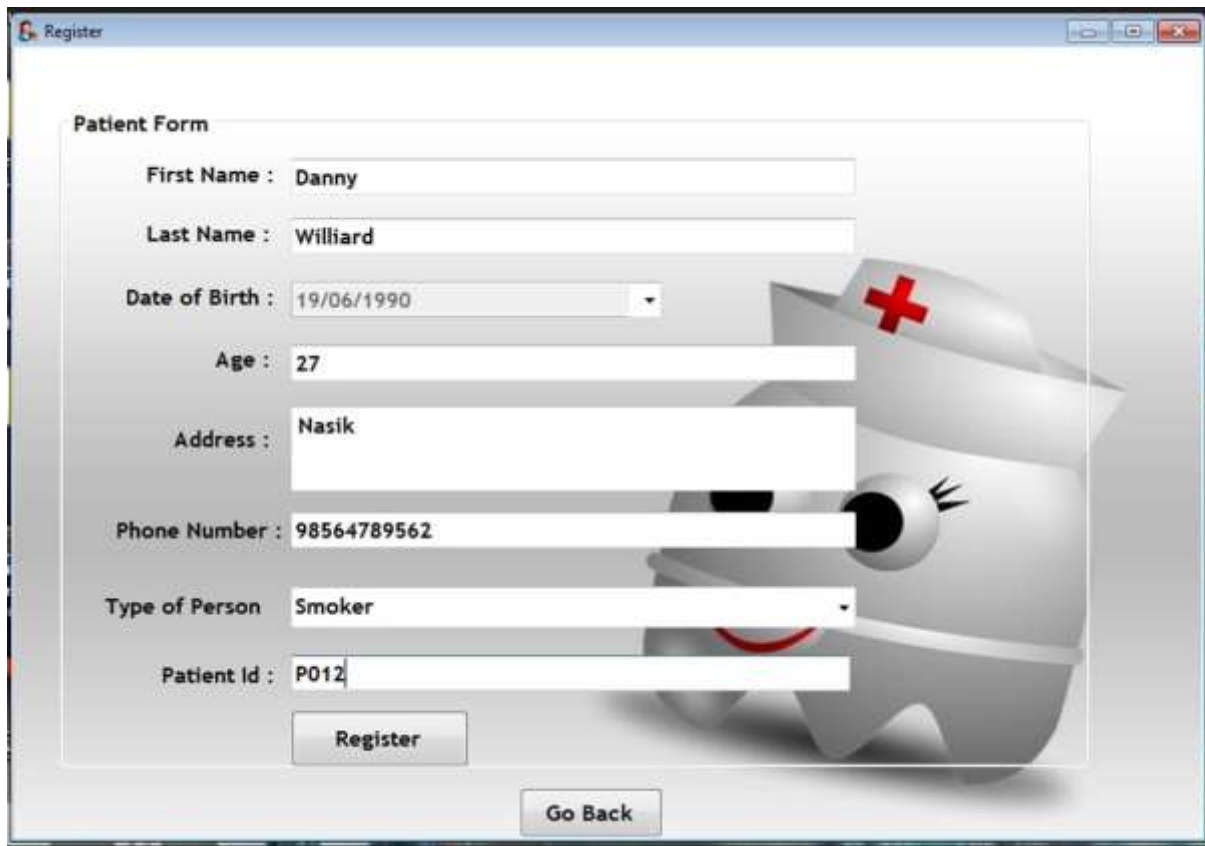 Register
Patient Form
First Name : Danny
Last Name : Williard
Date of Birth : 19/06/1990
Age : 27
Address : Nasik
Phone Number : 98564789562
Type of Person Smoker
Patient Id : P012
Register
Go Back